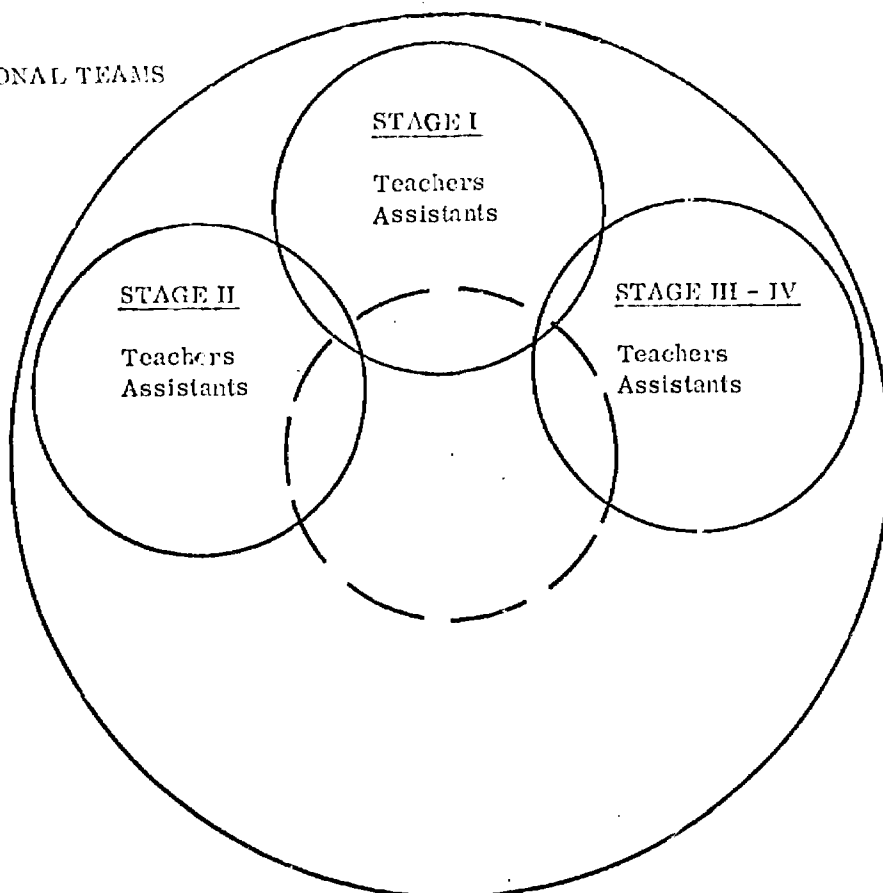 ONAL TEAMS
STAGE I
Teachers
Assistants
STAGE II
Teachers
Assistants
STAGE III - IV
Teachers
Assistants